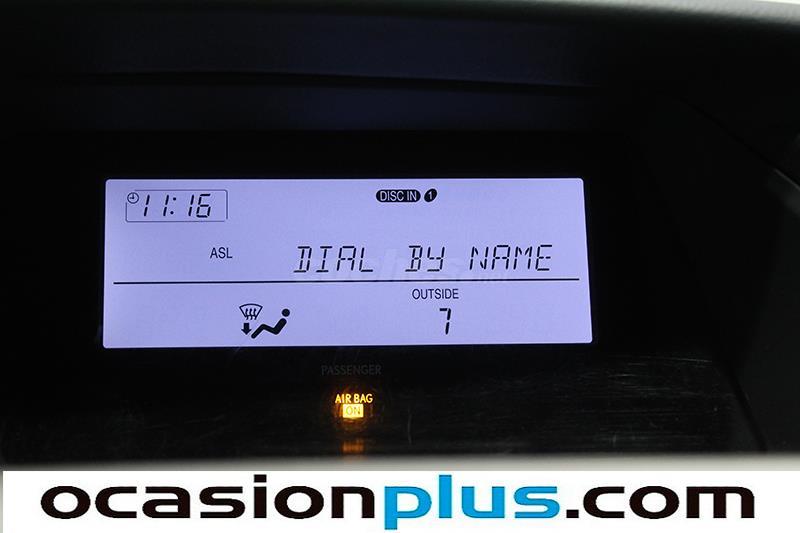 11:16
DISC IN 1
ASL
DIAL BY NAME
OUTSIDE
7
PASSENGER
AIR BAG
ON
ocasionplus.com